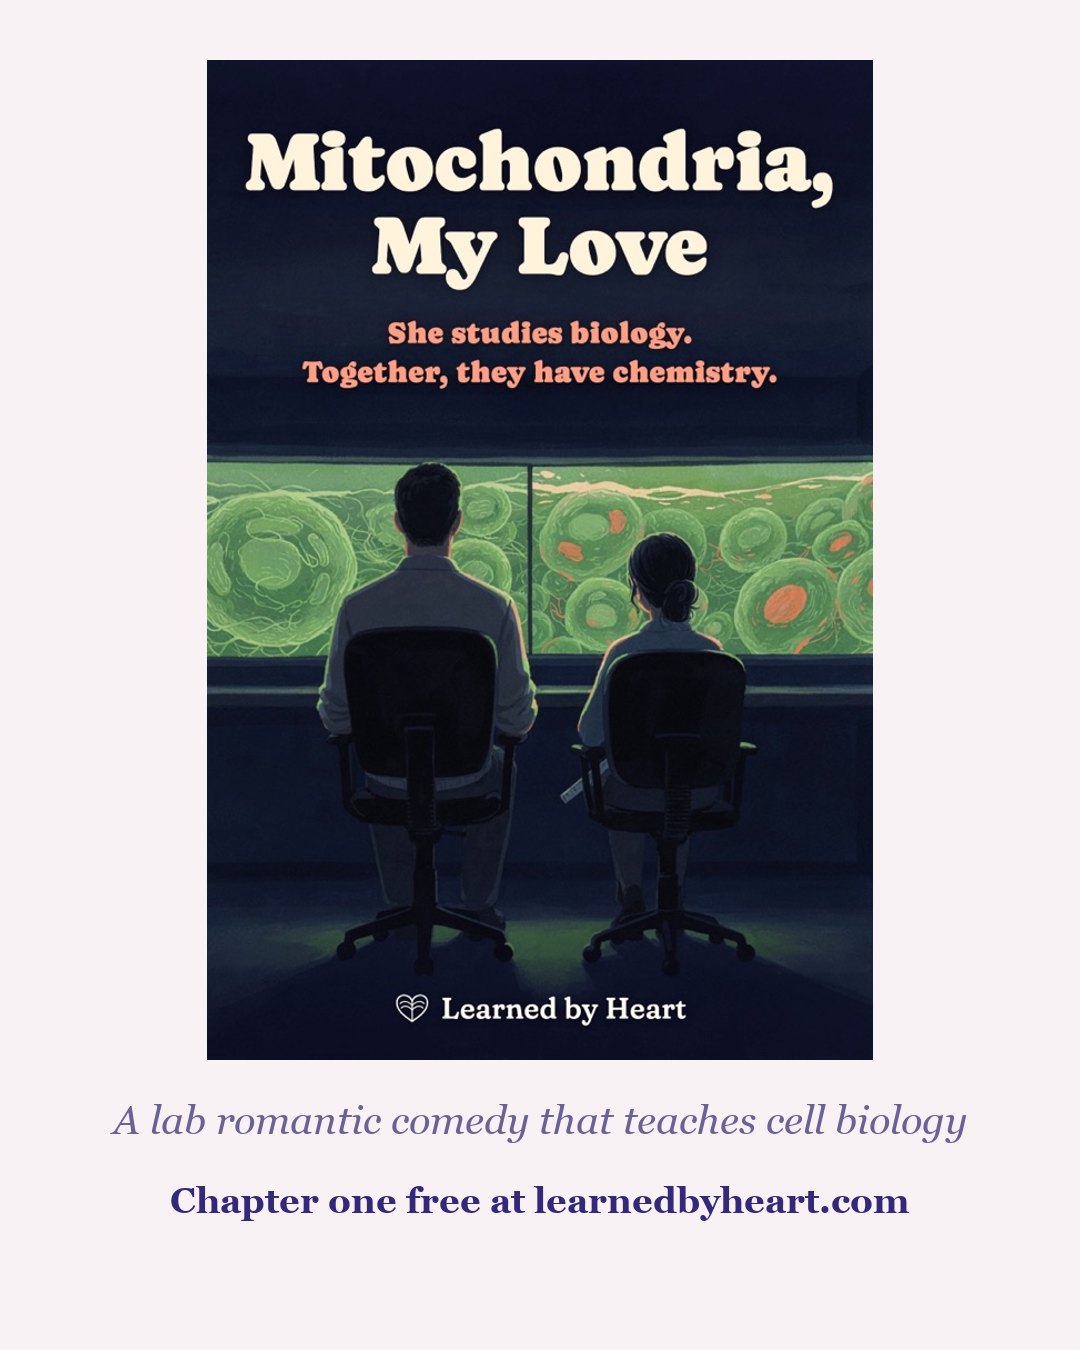 Mitochondria,
My Love
She studies biology.
Together, they have chemistry.
Learned by Heart
A lab romantic comedy that teaches cell biology
Chapter one free at learnedbyheart.com